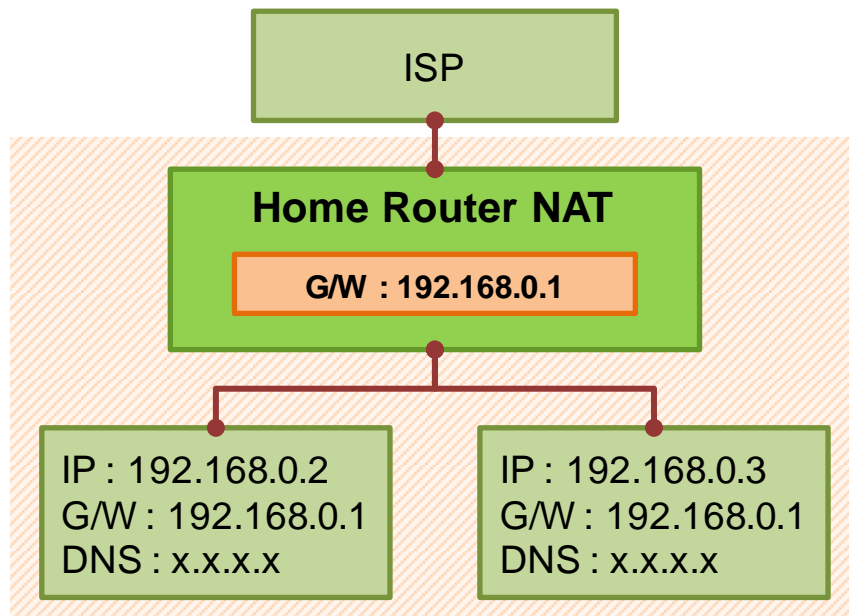 ISP
Home Router NAT
G/W : 192.168.0.1
IP : 192.168.0.2
G/W : 192.168.0.1
DNS : x.x.x.x
IP : 192.168.0.3
G/W : 192.168.0.1
DNS : x.x.x.x